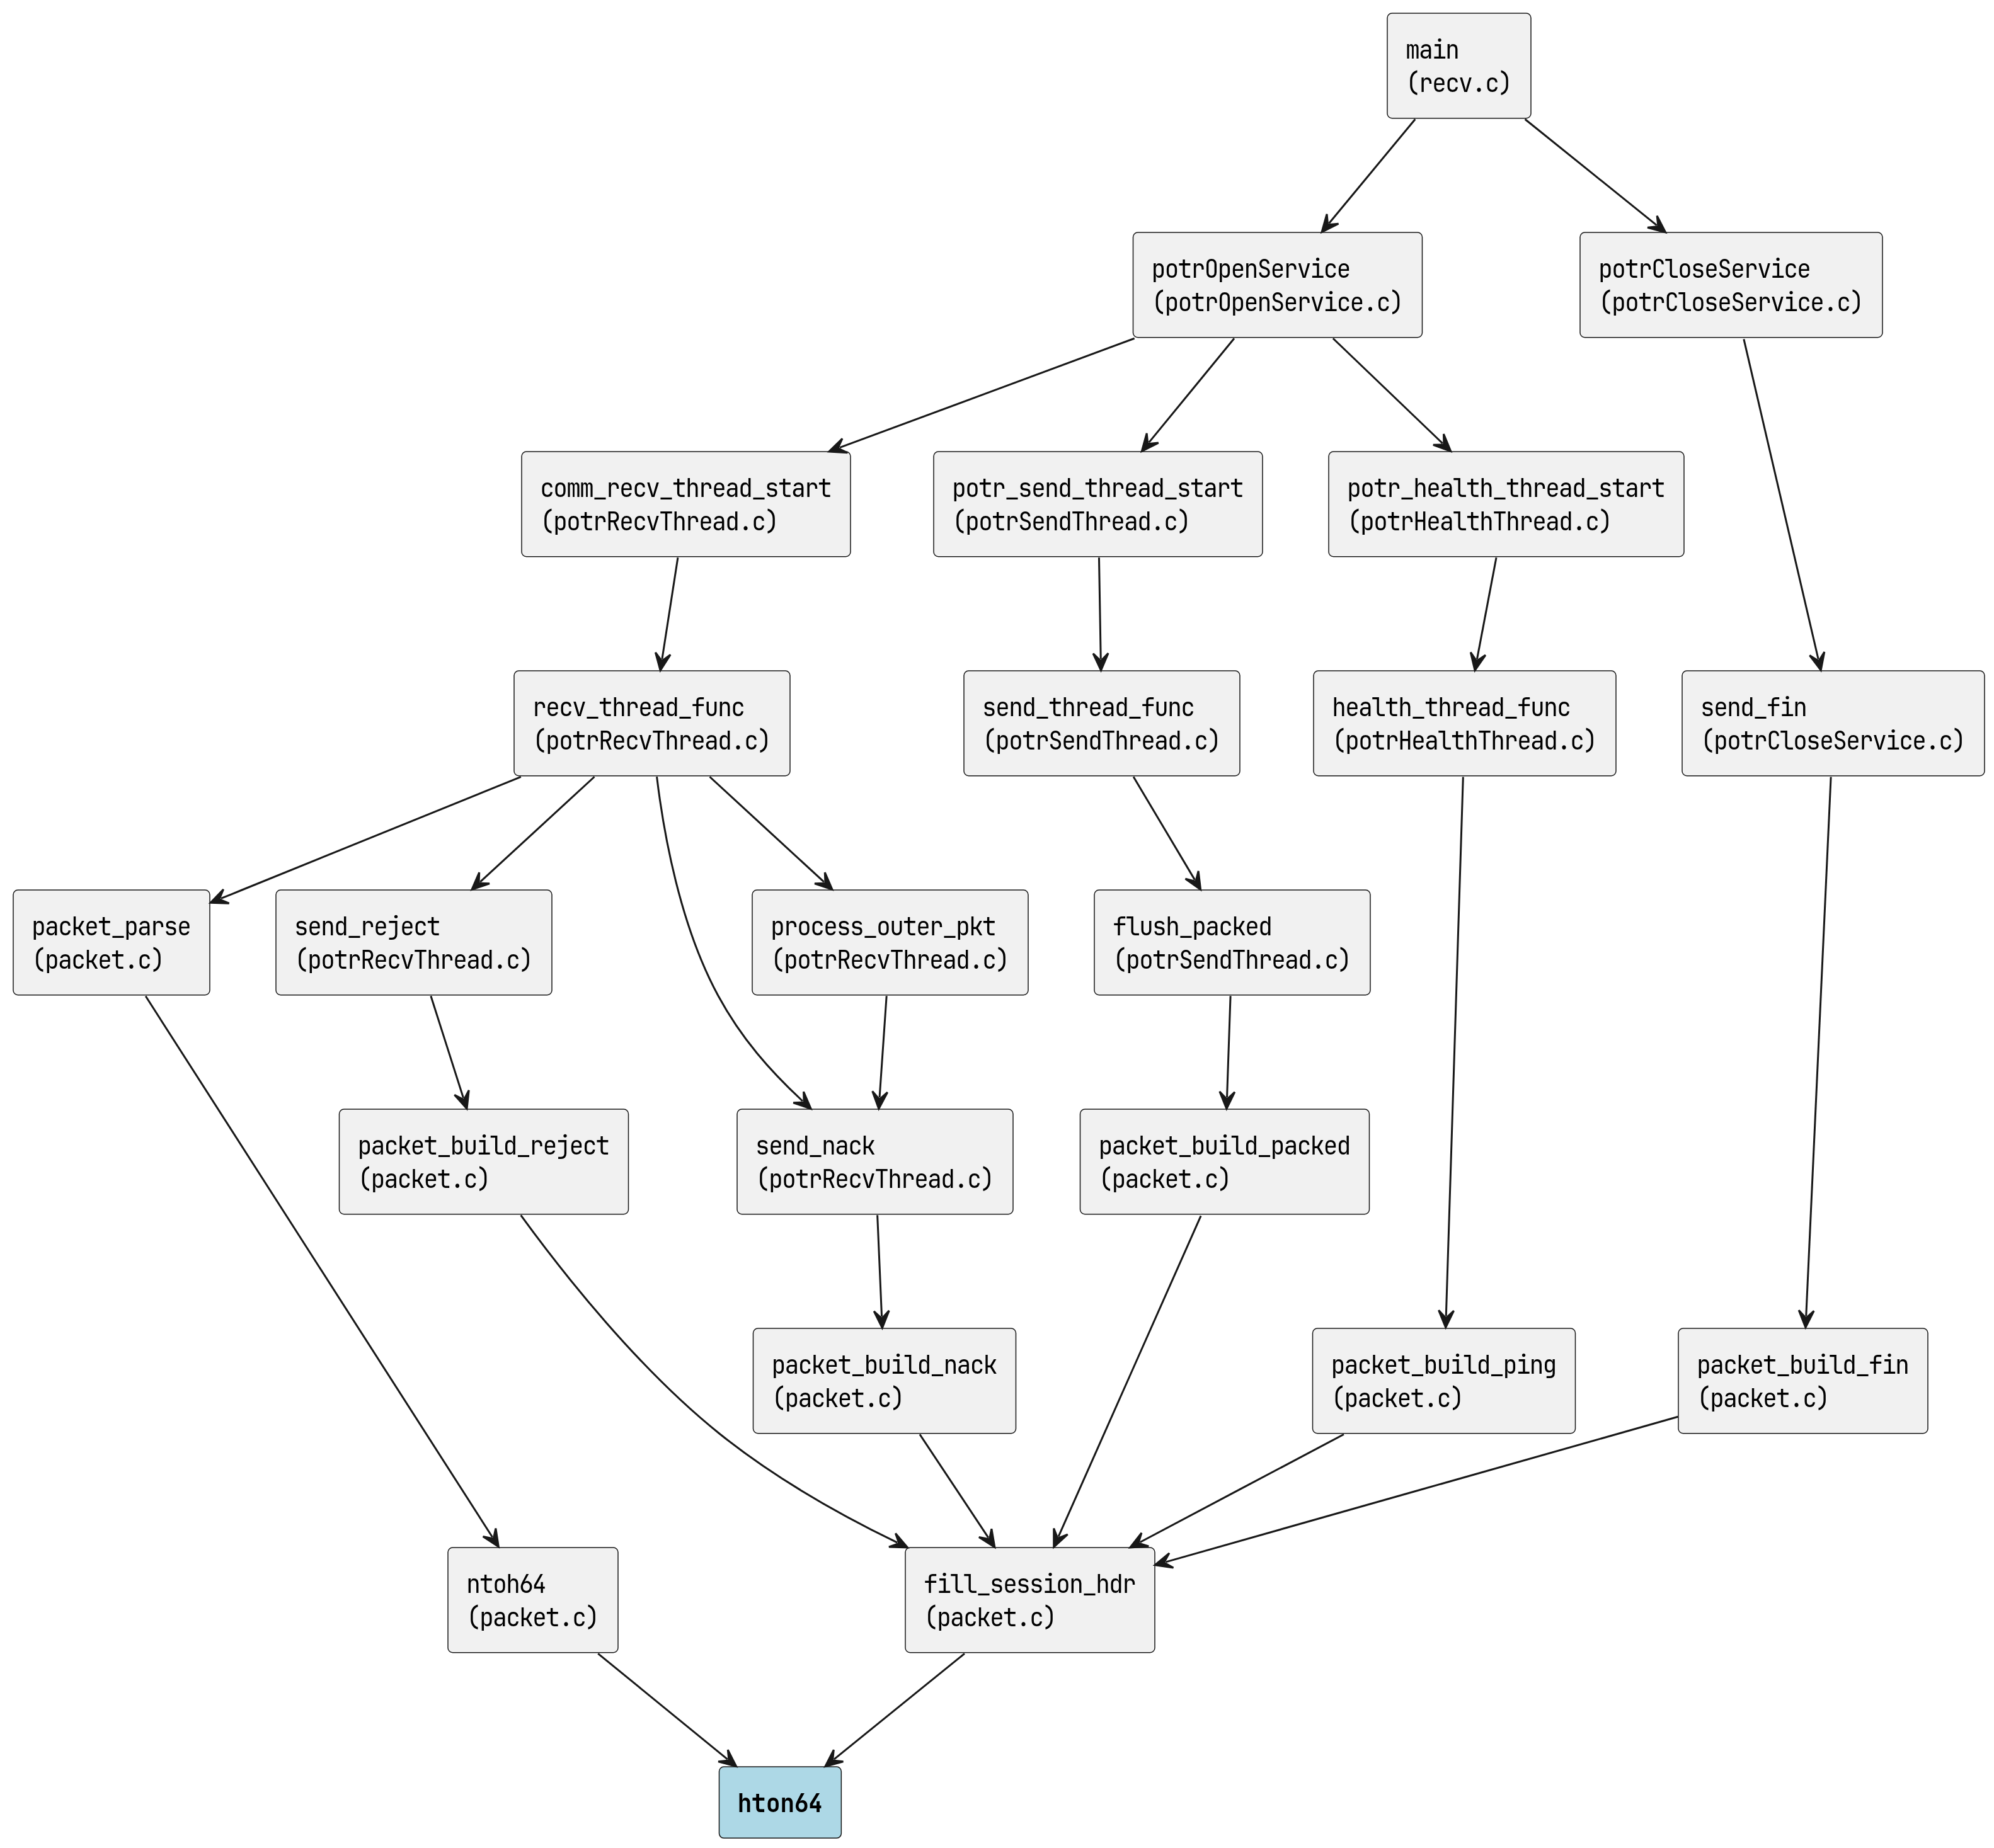 main
(recv.c)
potrOpenService
(potrOpenService.c)
potrCloseService
(potrCloseService.c)
comm_recv_thread_start
(potrRecvThread.c)
potr_send_thread_start
(potrSendThread.c)
potr_health_thread_start
(potrHealthThread.c)
recv_thread_func
(potrRecvThread.c)
send_thread_func
(potrSendThread.c)
health_thread_func
(potrHealthThread.c)
send_fin
(potrCloseService.c)
packet_parse
(packet.c)
send_reject
(potrRecvThread.c)
process_outer_pkt
(potrRecvThread.c)
flush_packed
(potrSendThread.c)
packet_build_reject
(packet.c)
send_nack
(potrRecvThread.c)
packet_build_packed
(packet.c)
packet_build_nack
(packet.c)
packet_build_ping
(packet.c)
packet_build_fin
(packet.c)
ntoh64
(packet.c)
fill_session_hdr
(packet.c)
hton64